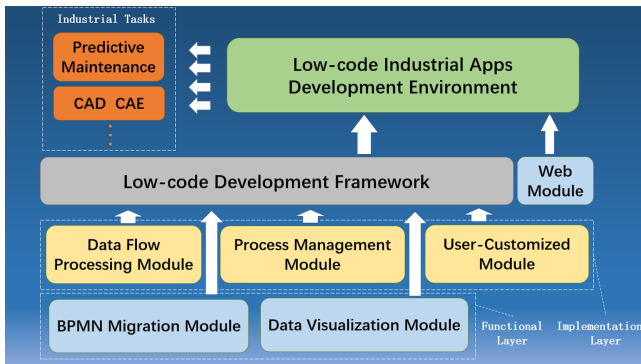 Industrial Tasks
Predictive
Maintenance
CAD CAE
Low-code Industrial Apps
Development Environment
Low-code Development Framework
Web
Module
Data Flow
Processing Module
Process Management
Module
User-Customized
Module
BPMN Migration Module
Data Visualization Module
Functional
Layer
Implementation
Layer